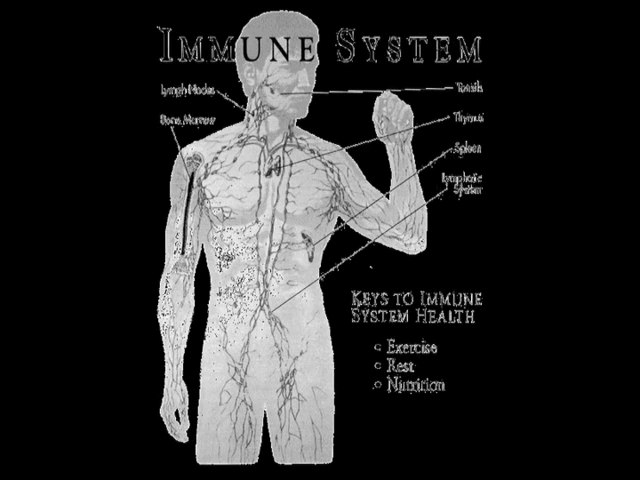 IMMUNE SYSTEM
Lymph Nodes
Tonsils
Bone Marrow
Thymus
Spleen
Lymphatic
System
KEYS TO IMMUNE
SYSTEM HEALTH
Exercise
Rest
Nutrition